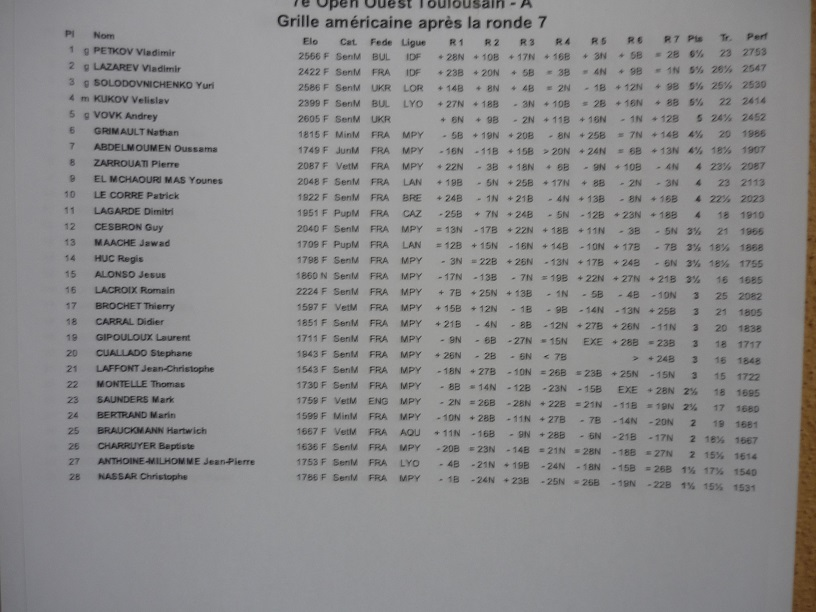 7e Open Ouest Toulousain - A
Grille américaine après la ronde 7
Pl Nom Elo Cat. Fede Ligue R 1 R 2 R 3 R 4 R 5 R 6 R 7 Pts Tr. Perf
1 g PETKOV Vladimir 2566 F SenM BUL IDF + 28N + 10B + 17N + 16B + 3N + 5B = 2B 6½ 23 2753
2 g LAZAREV Vladimir 2422 F SenM FRA IDF + 23B + 20N + 5B = 3B = 4N + 9B = 1N 5½ 26½ 2547
3 g SOLODOVNICHENKO Yuri 2586 F SenM UKR LOR + 14B + 8N + 4B = 2N - 1B + 12N + 9B 5½ 25½ 2530
4 m KUKOV Velislav 2399 F SenM BUL LYO + 27N + 18B - 3N + 10B = 2B + 16N + 8B 5½ 22 2414
5 g VOVK Andrey 2605 F SenM UKR + 6N + 9B - 2N + 11B + 16N - 1N + 12B 5 24½ 2452
6 GRIMAULT Nathan 1815 F MinM FRA MPY - 5B + 19N + 20B - 8N + 25B = 7N + 14B 4½ 20 1986
7 ABDELMOUMEN Oussama 1749 F JunM FRA MPY - 16N - 11B + 15B > 20N + 24N = 6B + 13N 4½ 18½ 1907
8 ZARROUATI Pierre 2087 F VetM FRA MPY + 22N - 3B + 18N + 6B - 9N + 10B - 4N 4 23½ 2087
9 EL MCHAOURI MAS Younes 2048 F SenM FRA LAN + 19B - 5N + 25B + 17N + 8B - 2N - 3N 4 23 2113
10 LE CORRE Patrick 1922 F SenM FRA BRE + 24B - 1N + 21B - 4N + 13B - 8N + 16B 4 22½ 2023
11 LAGARDE Dimitri 1951 F PupM FRA CAZ - 25B + 7N + 24B - 5N - 12B + 23N + 18B 4 18 1910
12 CESBRON Guy 2040 F SenM FRA MPY = 13N - 17B + 22N + 18B + 11N - 3B - 5N 3½ 21 1966
13 MAACHE Jawad 1709 F PupM FRA LAN = 12B + 15N - 16N + 14B - 10N + 17B - 7B 3½ 18½ 1868
14 HUC Regis 1798 F SenM FRA MPY - 3N = 22B + 26N - 13N + 17B + 24B - 6N 3½ 18½ 1755
15 ALONSO Jesus 1860 N SenM FRA MPY - 17N - 13B - 7N = 19B + 22N + 27N + 21B 3½ 16 1685
16 LACROIX Romain 2224 F SenM FRA MPY + 7B + 25N + 13B - 1N - 5B - 4B - 10N 3 25 2082
17 BROCHET Thierry 1597 F VetM FRA MPY + 15B + 12N - 1B - 9B - 14N - 13N + 25B 3 21 1805
18 CARRAL Didier 1851 F SenM FRA MPY + 21B - 4N - 8B - 12N + 27B + 26N - 11N 3 20 1838
19 GIPOULOUX Laurent 1711 F SenM FRA MPY - 9N - 6B - 27N = 15N EXE + 28B = 23B 3 18 1717
20 CUALLADO Stephane 1943 F SenM FRA MPY + 26N - 2B - 6N < 7B > + 24B 3 16 1848
21 LAFFONT Jean-Christophe 1543 F SenM FRA MPY - 18N + 27B - 10N = 26B = 23B + 25N - 15N 3 15 1722
22 MONTELLE Thomas 1730 F SenM FRA MPY - 8B = 14N - 12B - 23N - 15B EXE + 28N 2½ 18 1695
23 SAUNDERS Mark 1759 F VetM ENG MPY - 2N = 26B - 28N + 22B = 21N - 11B = 19N 2½ 17 1680
24 BERTRAND Marin 1599 F MinM FRA MPY - 10N + 28B - 11N + 27B - 7B - 14N - 20N 2 19 1661
25 BRAUCKMANN Hartwich 1667 F VetM FRA AQU + 11N - 16B - 9N + 28B - 6N - 21B - 17N 2 18½ 1667
26 CHARRUYER Baptiste 1636 F SenM FRA MPY - 20B = 23N - 14B = 21N = 28N - 18B = 27N 2 15½ 1614
27 ANTHOINE-MILHOMME Jean-Pierre 1753 F SenM FRA LYO - 4B - 21N + 19B - 24N - 18N - 15B = 26B 1½ 17½ 1540
28 NASSAR Christophe 1786 F SenM FRA MPY - 1B - 24N + 23B - 25N = 26B - 19N - 22B 1½ 15½ 1531